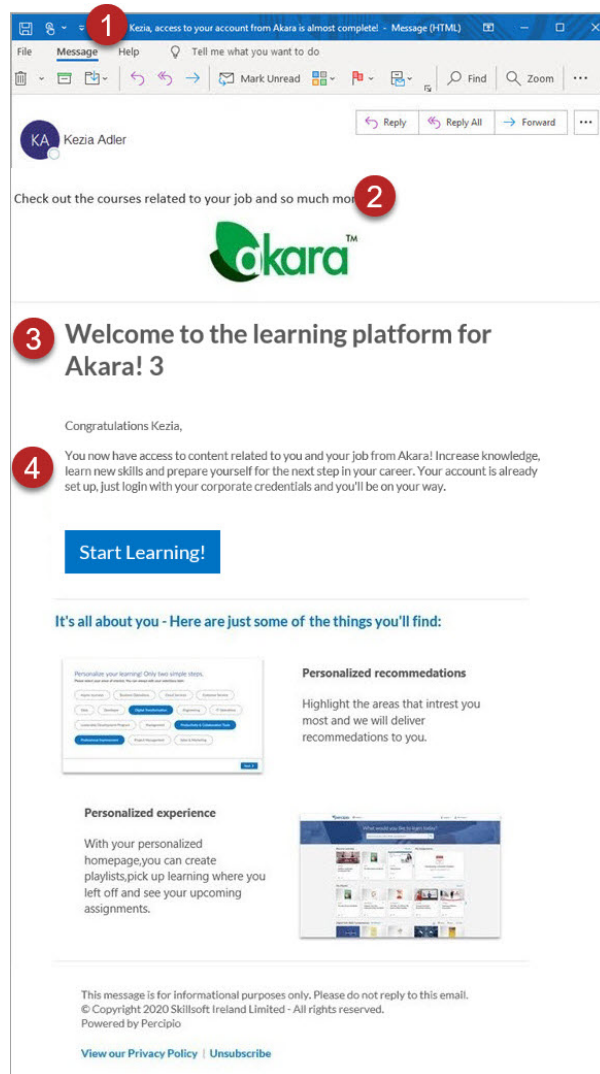 1
Kezia, access to your account from Akara is almost complete! - Message (HTML)
File Message Help Tell me what you want to do
Mark Unread Find Zoom
Reply Reply All Forward
KA Kezia Adler
Check out the courses related to your job and so much 2
akara™
3 Welcome to the learning platform for
Akara! 3
Congratulations Kezia,
4 You now have access to content related to you and your job from Akara! Increase knowledge,
learn new skills and prepare yourself for the next step in your career. Your account is already
set up, just login with your corporate credentials and you'll be on your way.
Start Learning!
It's all about you - Here are just some of the things you'll find:
Personalize your learning! Only two simple steps.
Digital Transformation
Productivity & Collaboration Tools
Personalized recommedations
Highlight the areas that intrest you
most and we will deliver
recommedations to you.
Personalized experience
With your personalized
homepage,you can create
playlists,pick up learning where you
left off and see your upcoming
assignments.
What would you like to learn today?
This message is for informational purposes only. Please do not reply to this email.
© Copyright 2020 Skillsoft Ireland Limited - All rights reserved.
Powered by Percipio
View our Privacy Policy | Unsubscribe